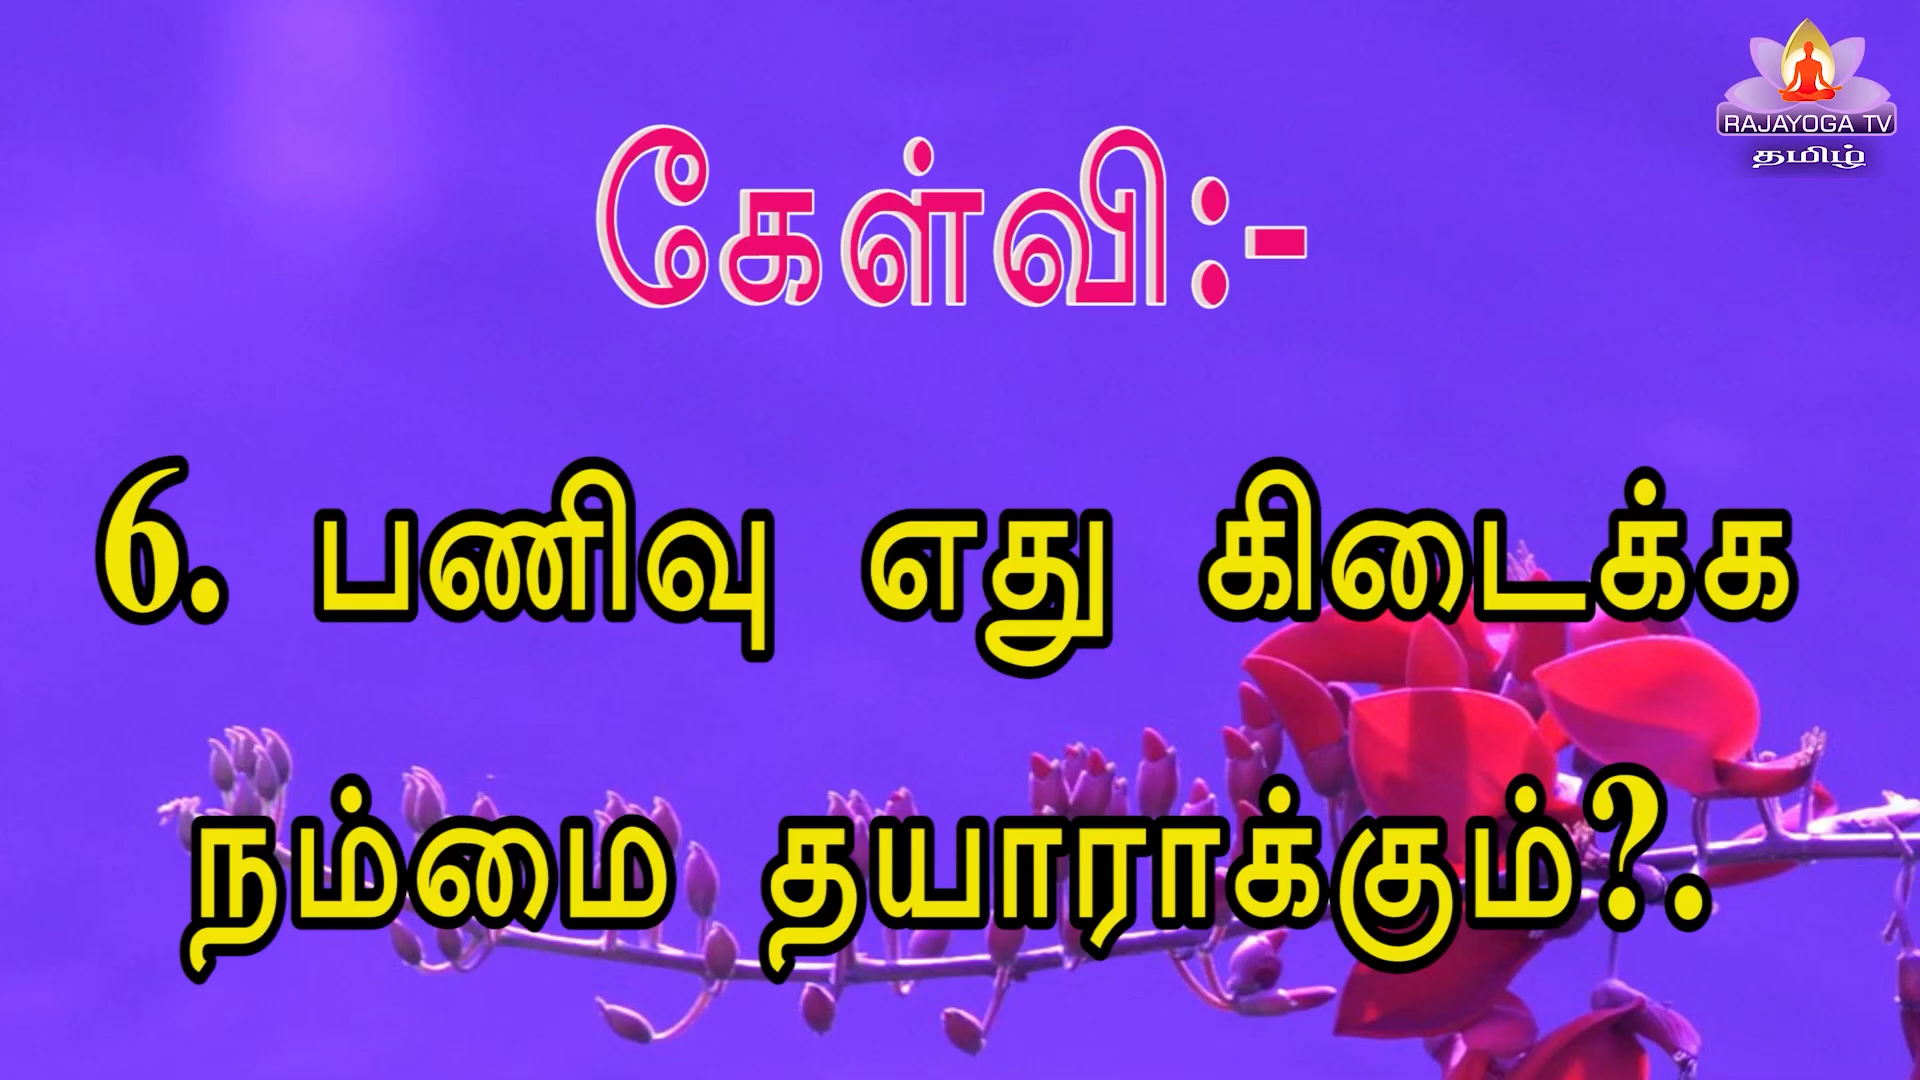 RAJAYOGA TV
தமிழ்
கேள்வி:-
6. பணிவு எது கிடைக்க
நம்மை தயாராக்கும்?.